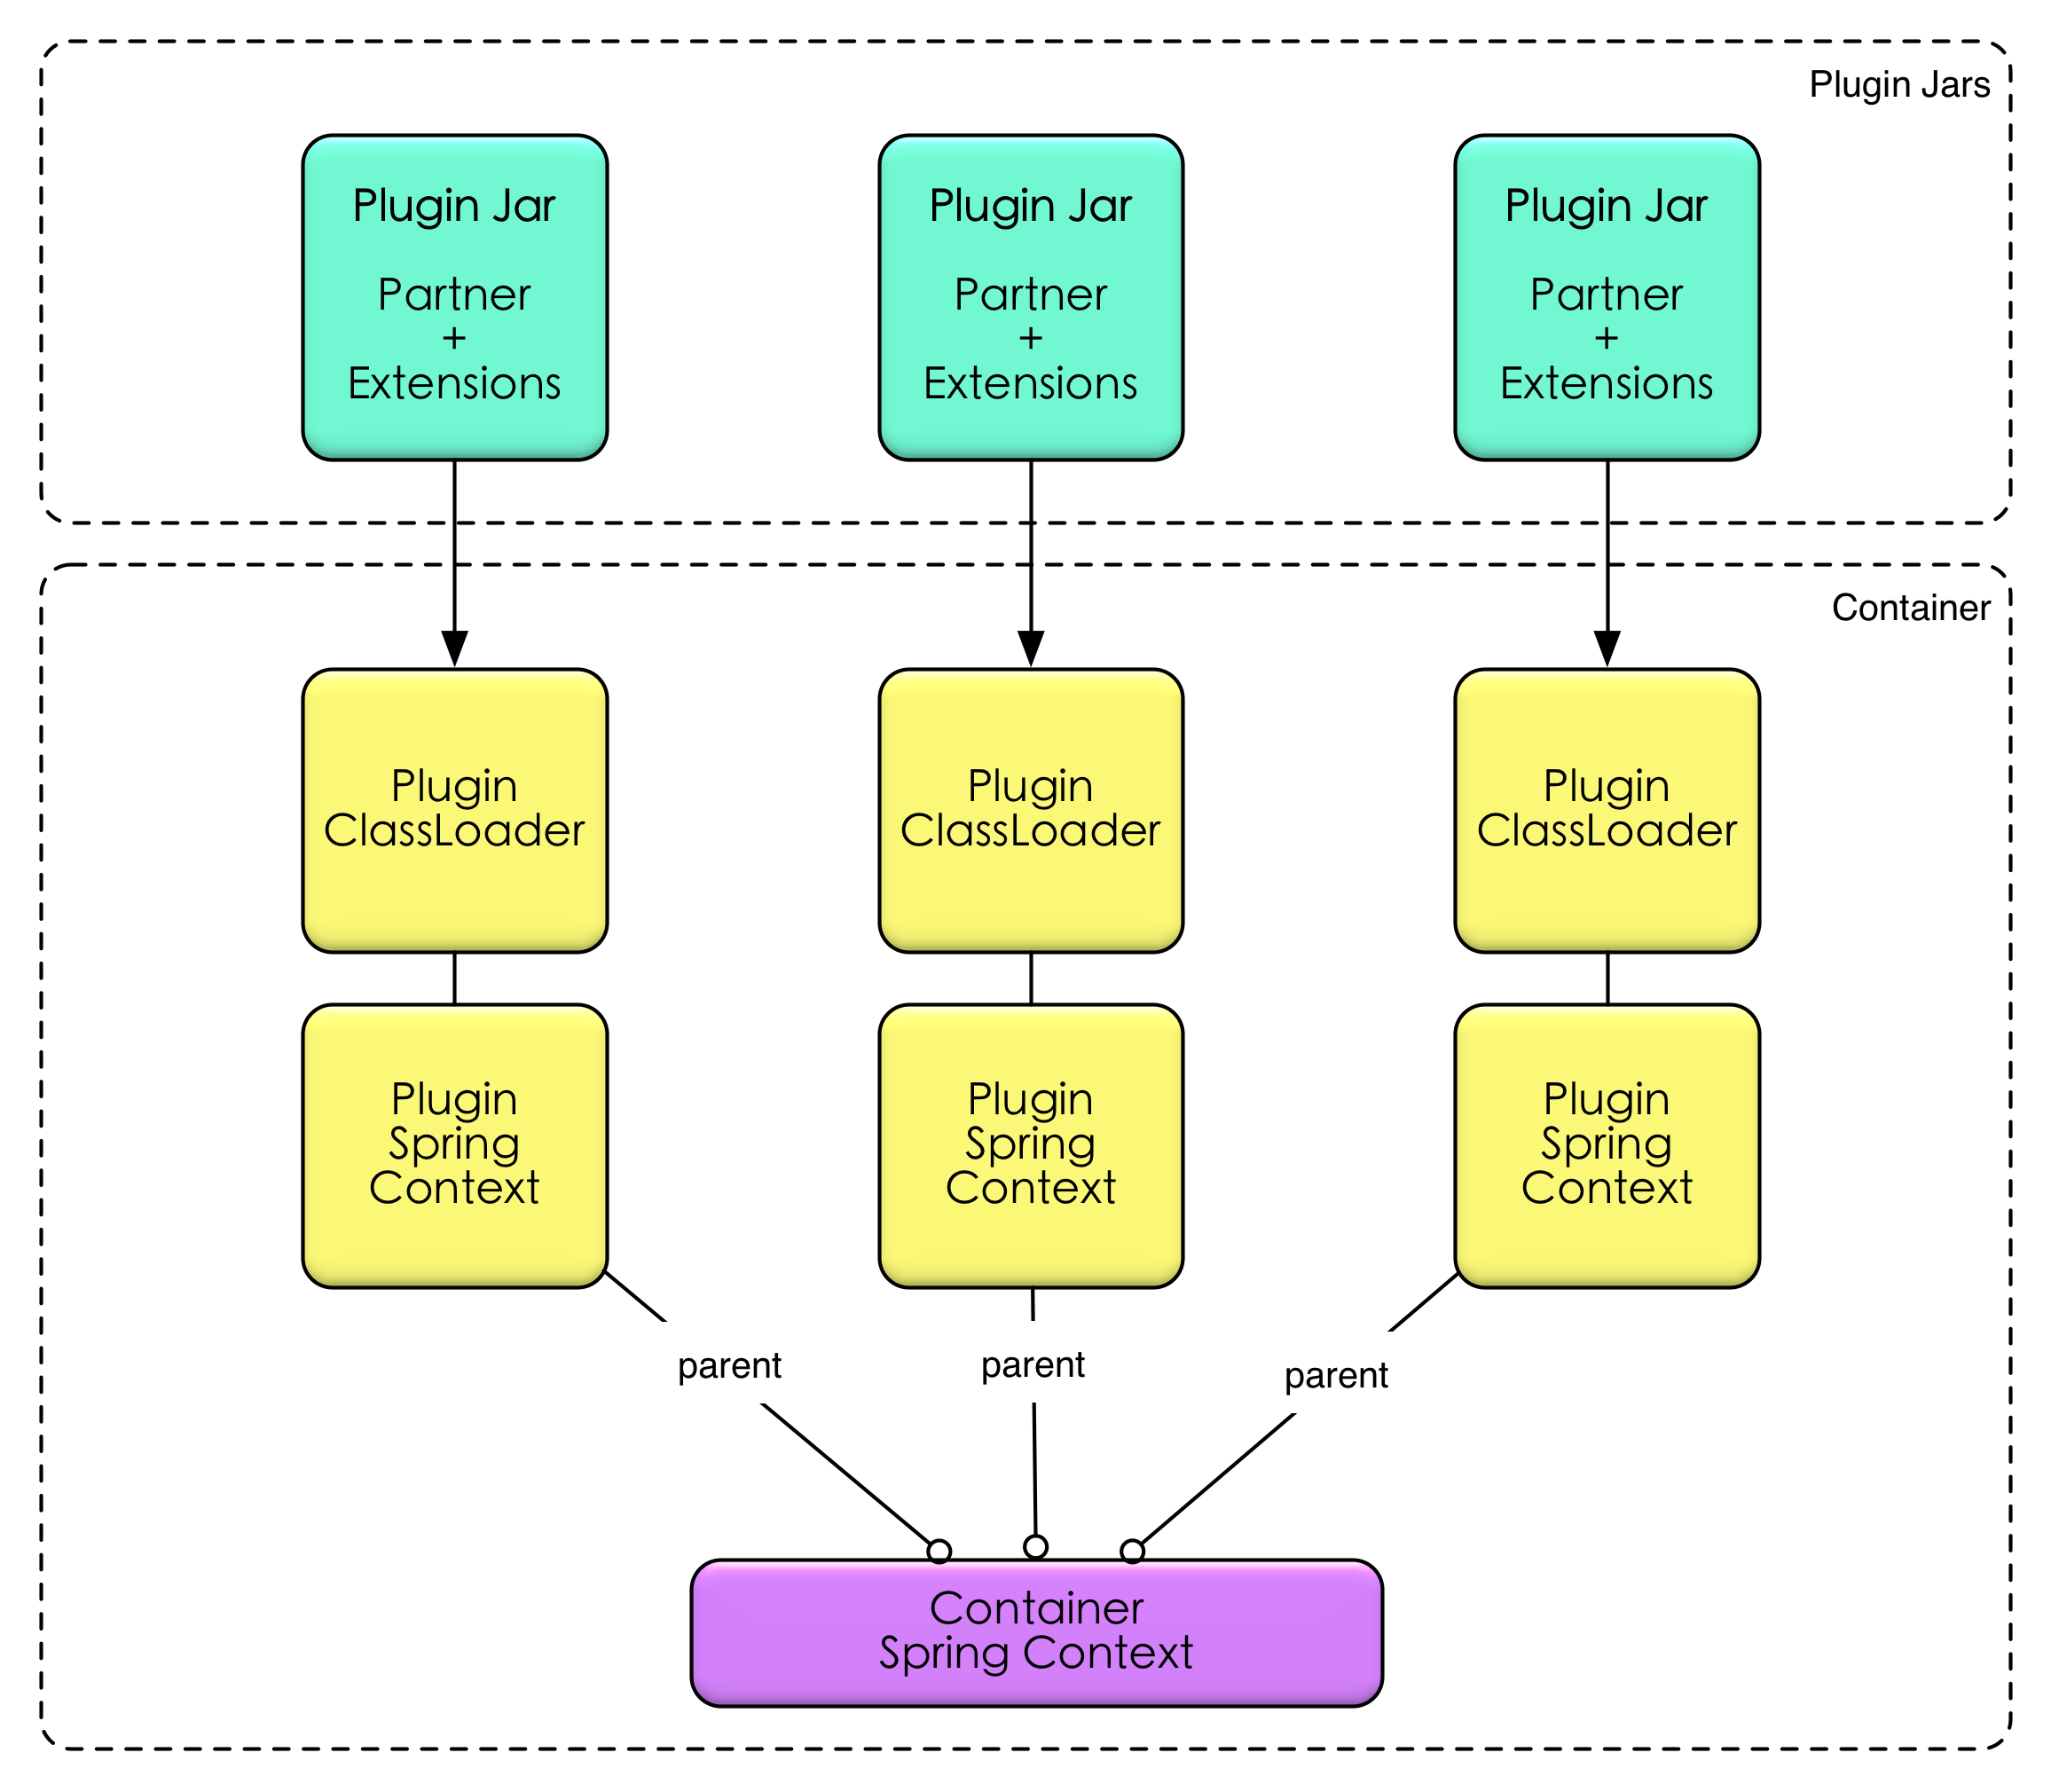 Plugin Jars
Plugin Jar
Partner
+
Extensions
Plugin Jar
Partner
+
Extensions
Plugin Jar
Partner
+
Extensions
Container
Plugin
ClassLoader
Plugin
ClassLoader
Plugin
ClassLoader
Plugin
Spring
Context
Plugin
Spring
Context
Plugin
Spring
Context
parent
parent
parent
Container
Spring Context